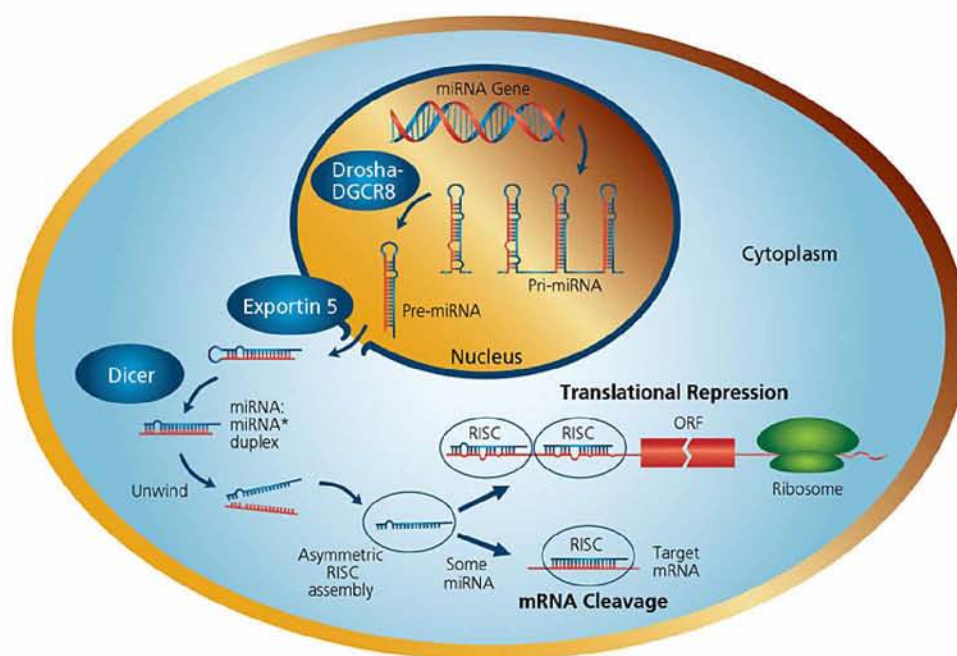 miRNA Gene
Drosha-
DGCR8
Pri-miRNA
Cytoplasm
Exportin 5
Pre-miRNA
Nucleus
Dicer
miRNA:
miRNA*
duplex
Translational Repression
RISC
RISC
ORF
Ribosome
Unwind
Asymmetric
RISC
assembly
Some
miRNA
RISC
Target
mRNA
mRNA Cleavage